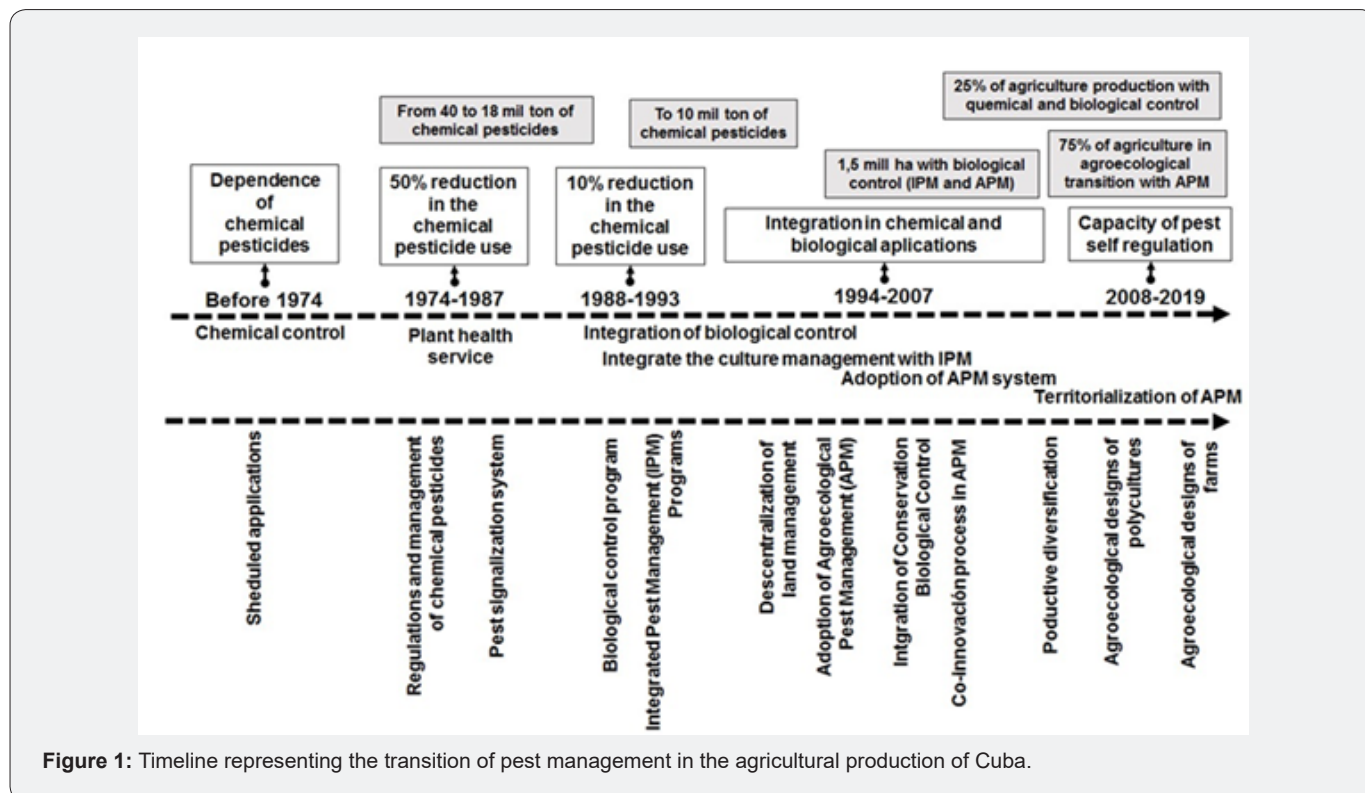 25% of agriculture production with
quemical and biological control
From 40 to 18 mil ton of
chemical pesticides
To 10 mil ton of
chemical pesticides
1,5 mill ha with biological
control (IPM and APM)
75% of agriculture in
agroecological
transition with APM
Dependence
of
chemical
pesticides
50% reduction
in the
chemical
pesticide use
10% reduction
in the
chemical
pesticide use
Integration in chemical and
biological aplications
Capacity of pest
self regulation
Before 1974
1974-1987
1988-1993
1994-2007
2008-2019
Chemical control
Plant health
service
Integration of biological control
Integrate the culture management with IPM
Adoption of APM system
Territorialization of APM
Sheduled applications
Regulations and management
of chemical pesticides
Pest signalization system
Biological control program
Integrated Pest Management (IPM)
Programs
Descentralization of
land management
Adoption of Agroecological
Pest Management (APM)
Intgration of Conservation
Biological Control
Co-innovaciónprocess in APM
Poductive diversification
Agroecological designs of
polycultures
Agroecological designs of
farms
Figure 1: Timeline representing the transition of pest management in the agricultural production of Cuba.